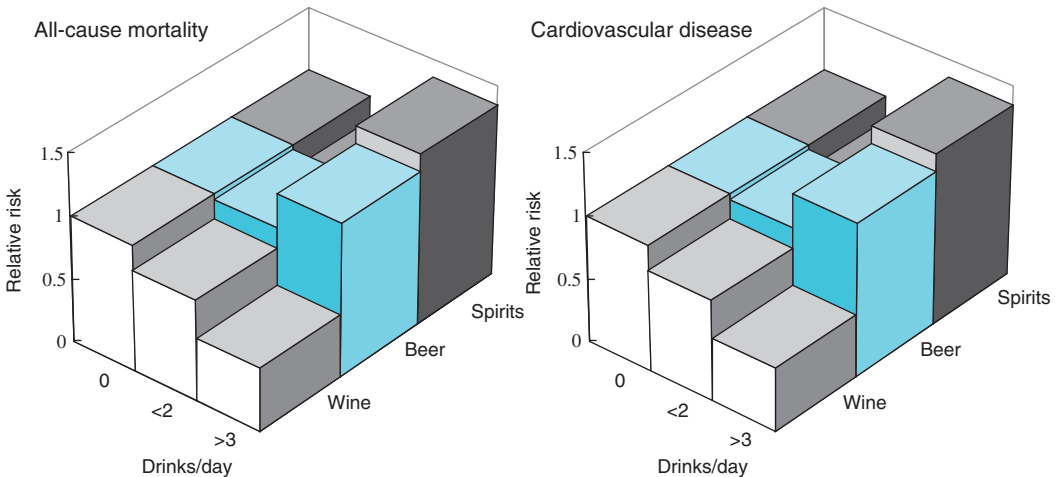 All-cause mortality
Relative risk
1.5
1
0.5
0
0
<2
>3
Drinks/day
Wine
Beer
Spirits
Cardiovascular disease
Relative risk
1.5
1
0.5
0
0
<2
>3
Drinks/day
Wine
Beer
Spirits